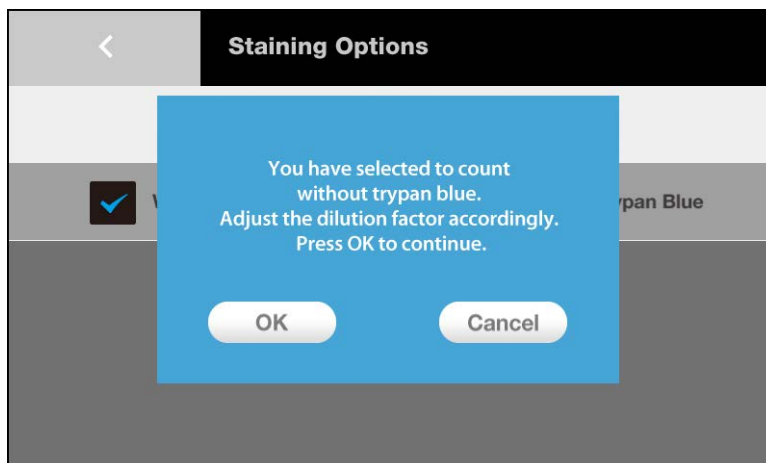 Staining Options
You have selected to count
without trypan blue.
Adjust the dilution factor accordingly.
Press OK to continue.
Blue
OK
Cancel